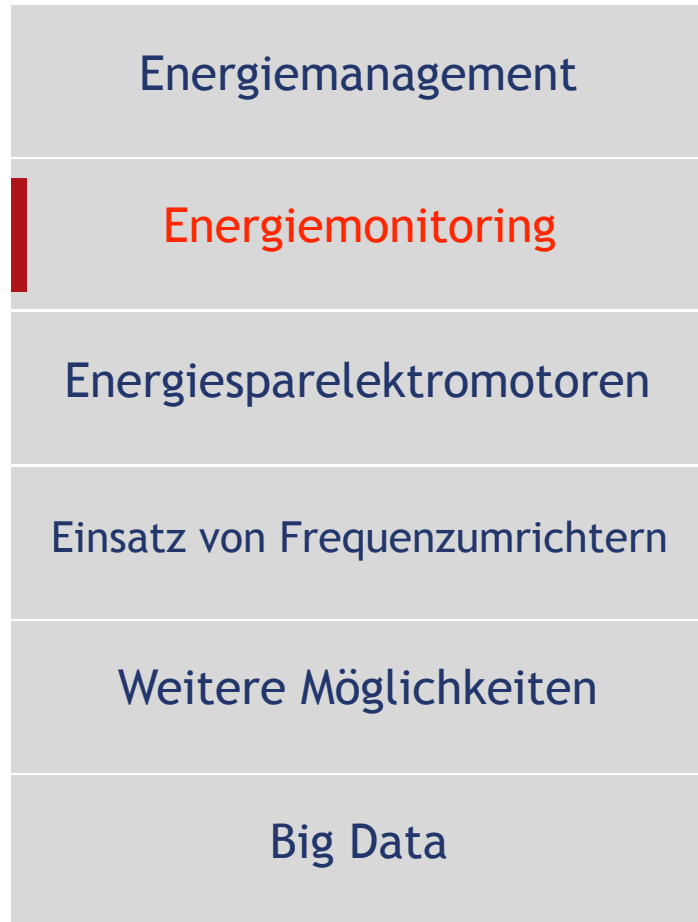 Energiemanagement
Energiemonitoring
Energiesparelektromotoren
Einsatz von Frequenzumrichtern
Weitere Möglichkeiten
Big Data